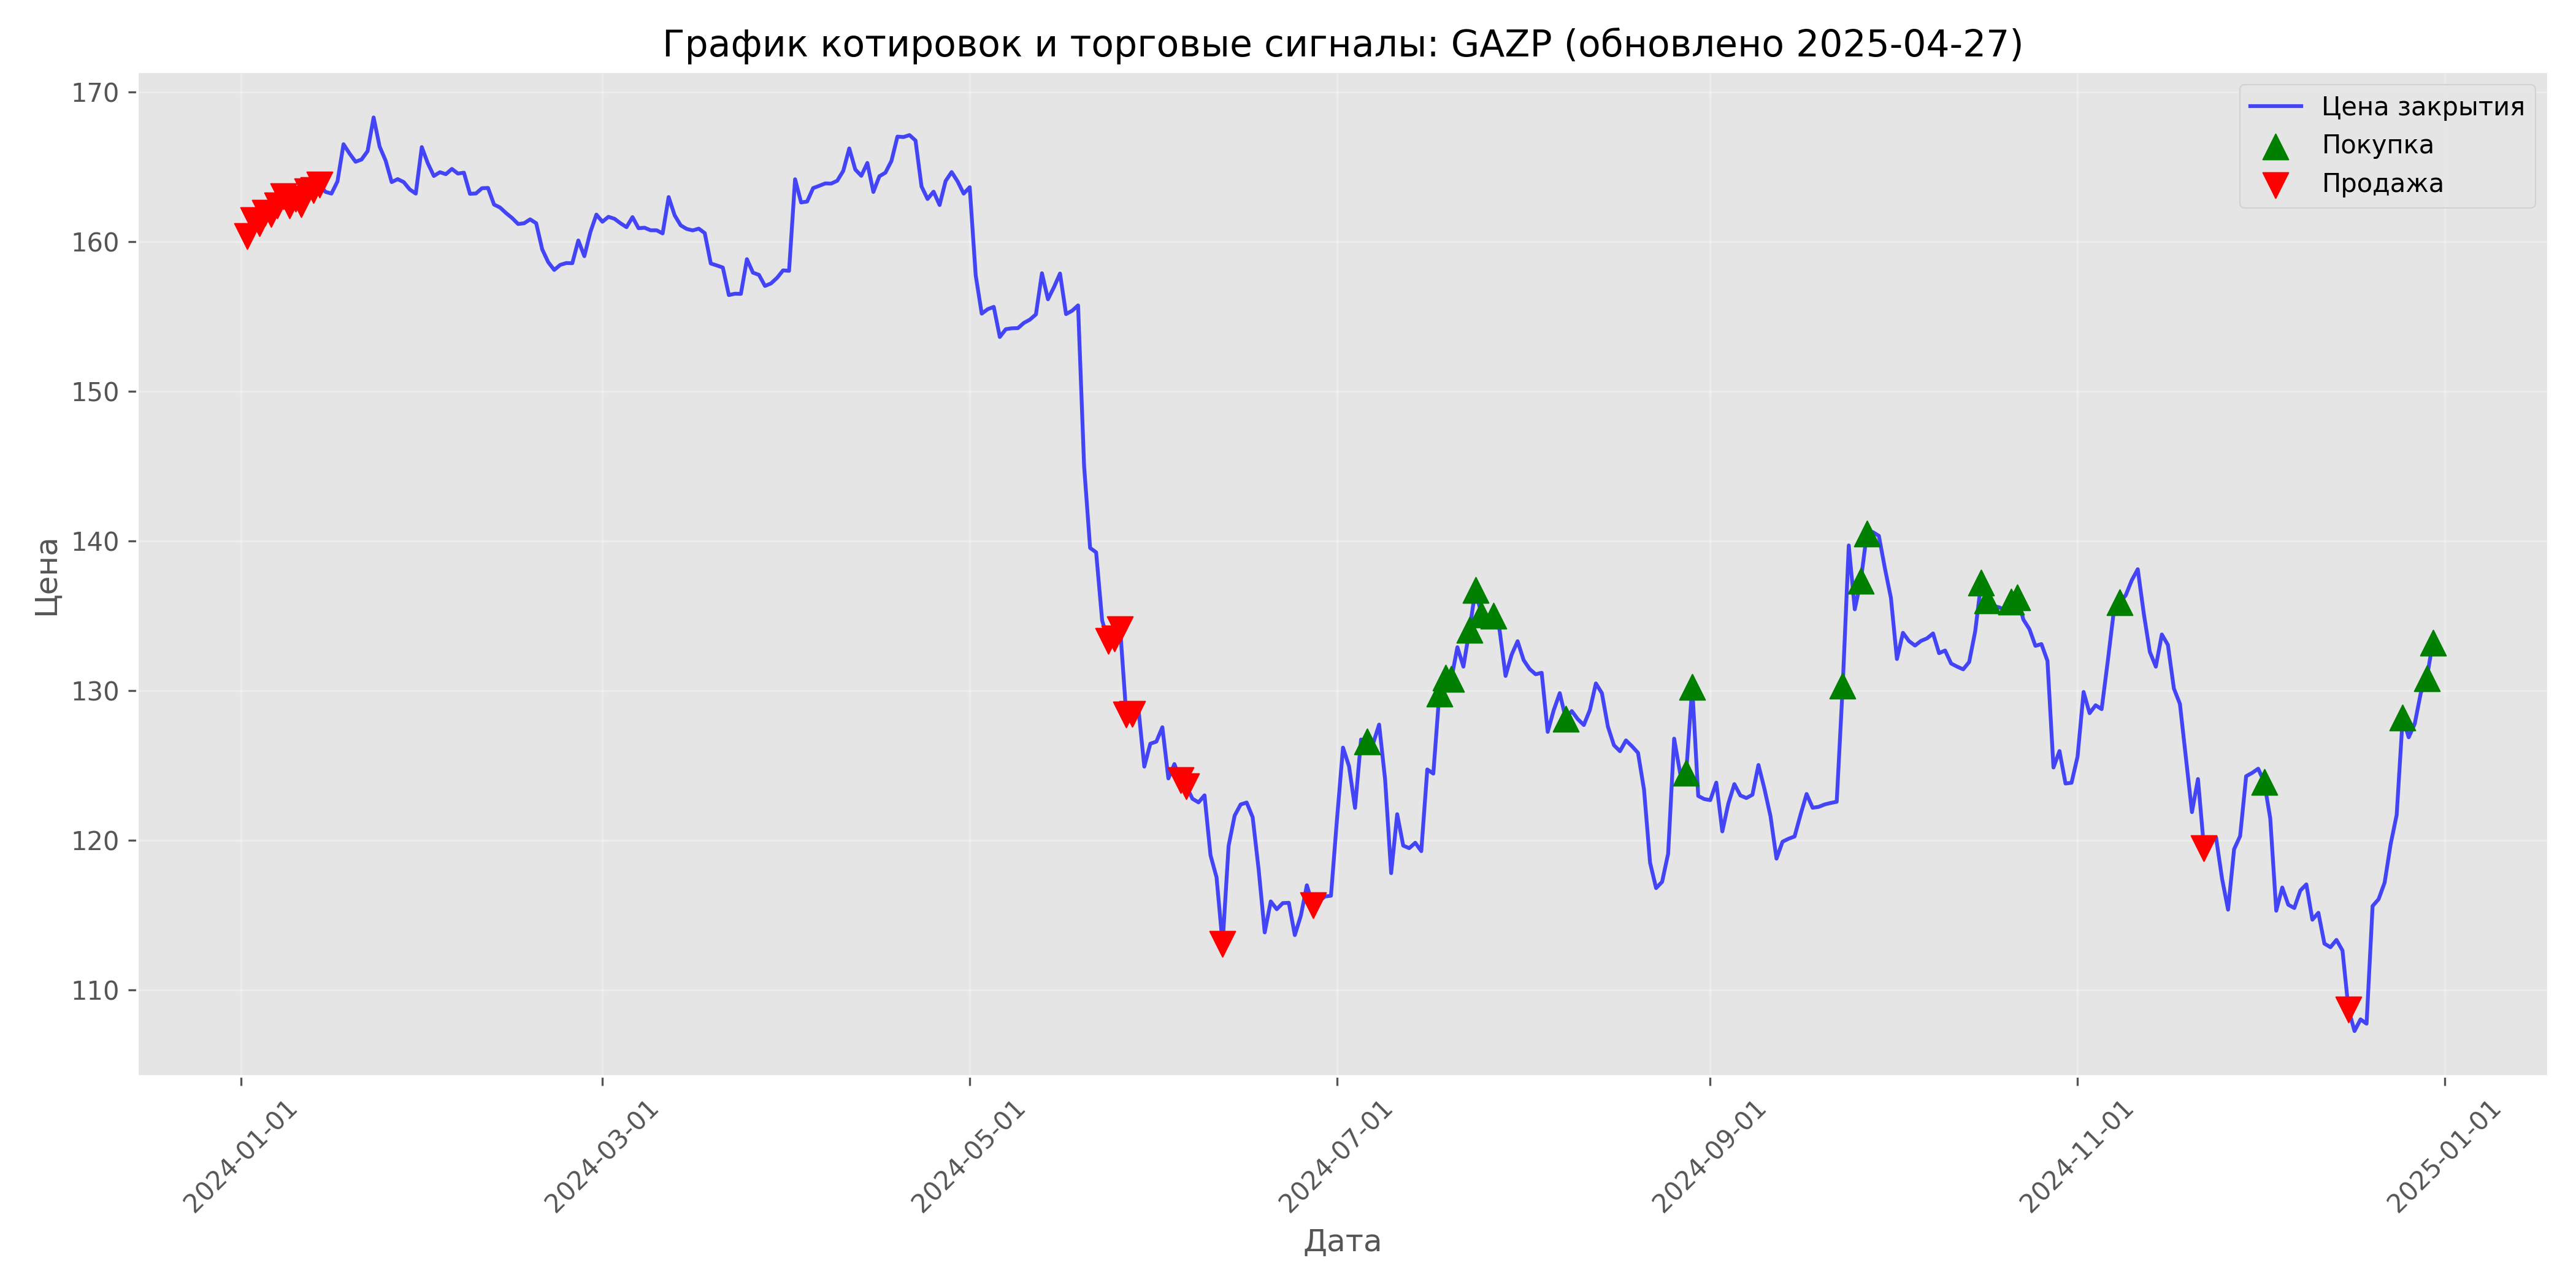 График котировок и торговые сигналы: GAZP (обновлено 2025-04-27)
Цена закрытия
Покупка
Продажа
Цена
170
160
150
140
130
120
110
2024-01-01
2024-03-01
2024-05-01
2024-07-01
2024-09-01
2024-11-01
2025-01-01
Дата